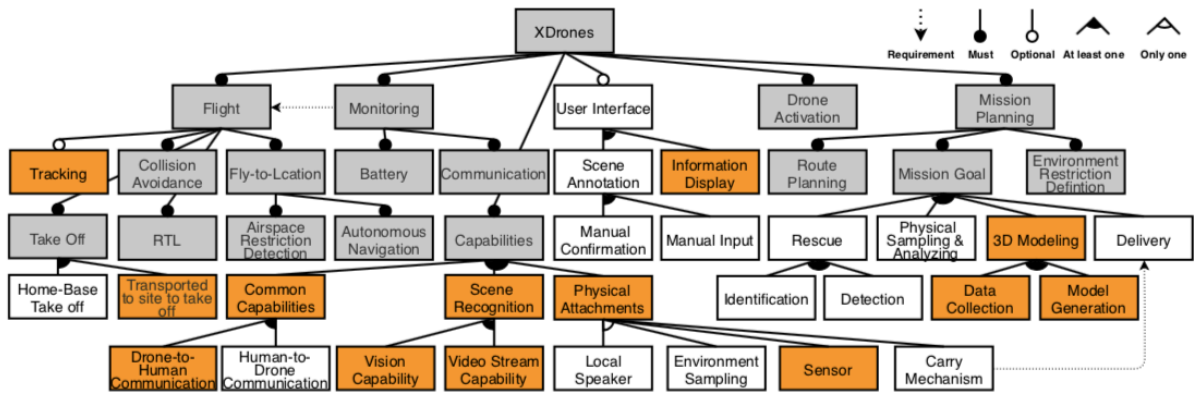 XDrones
Requirement
Must
Optional
At least one
Only one
Flight
Monitoring
User Interface
Drone
Activation
Mission
Planning
Tracking
Collision
Avoidance
Fly-to-Lcation
Battery
Communication
Scene
Annotation
Information
Display
Route
Planning
Mission Goal
Environment
Restriction
Defintion
Take Off
RTL
Airspace
Restriction
Detection
Autonomous
Navigation
Capabilities
Manual
Confirmation
Manual Input
Rescue
Physical
Sampling &
Analyzing
3D Modeling
Delivery
Home-Base
Take off
Transported
to site to take
off
Common
Capabilities
Scene
Recognition
Physical
Attachments
Identification
Detection
Data
Collection
Model
Generation
Drone-to-
Human
Communication
Human-to-
Drone
Communication
Vision
Capability
Video Stream
Capability
Local
Speaker
Environment
Sampling
Sensor
Carry
Mechanism